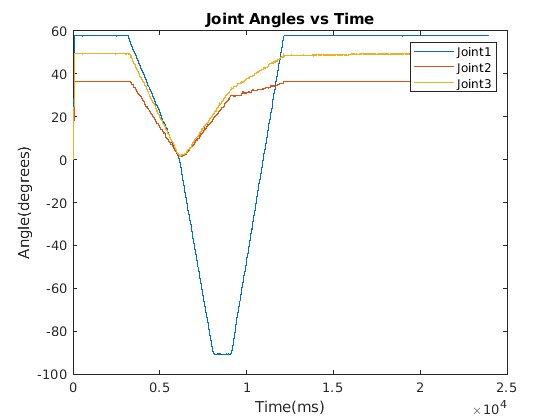 Joint Angles vs Time
60
40
20
0
-20
-40
-60
-80
-100
Angle(degrees)
Joint1
Joint2
Joint3
0 0.5 1 1.5 2 2.5
×10^4
Time(ms)